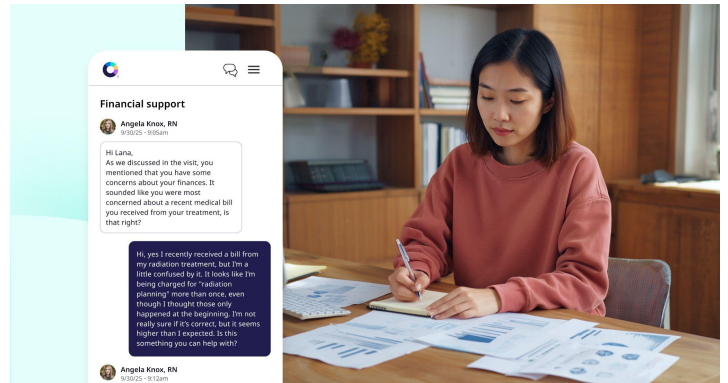 Financial support
Angela Knox, RN
9/30/25 - 9:05am
Hi Lana,
As we discussed in the visit, you
mentioned that you have some
concerns about your finances. It
sounded like you were most
concerned about a recent medical bill
you received from your treatment, is
that right?
Hi, yes I recently received a bill from
my radiation treatment, but I'm a
little confused by it. It looks like I'm
being charged for "radiation
planning" more than once, even
though I thought those only
happened at the beginning. I'm not
really sure if it's correct, but it seems
higher than I expected. Is this
something you can help with?
Angela Knox, RN
9/30/25 - 9:12am